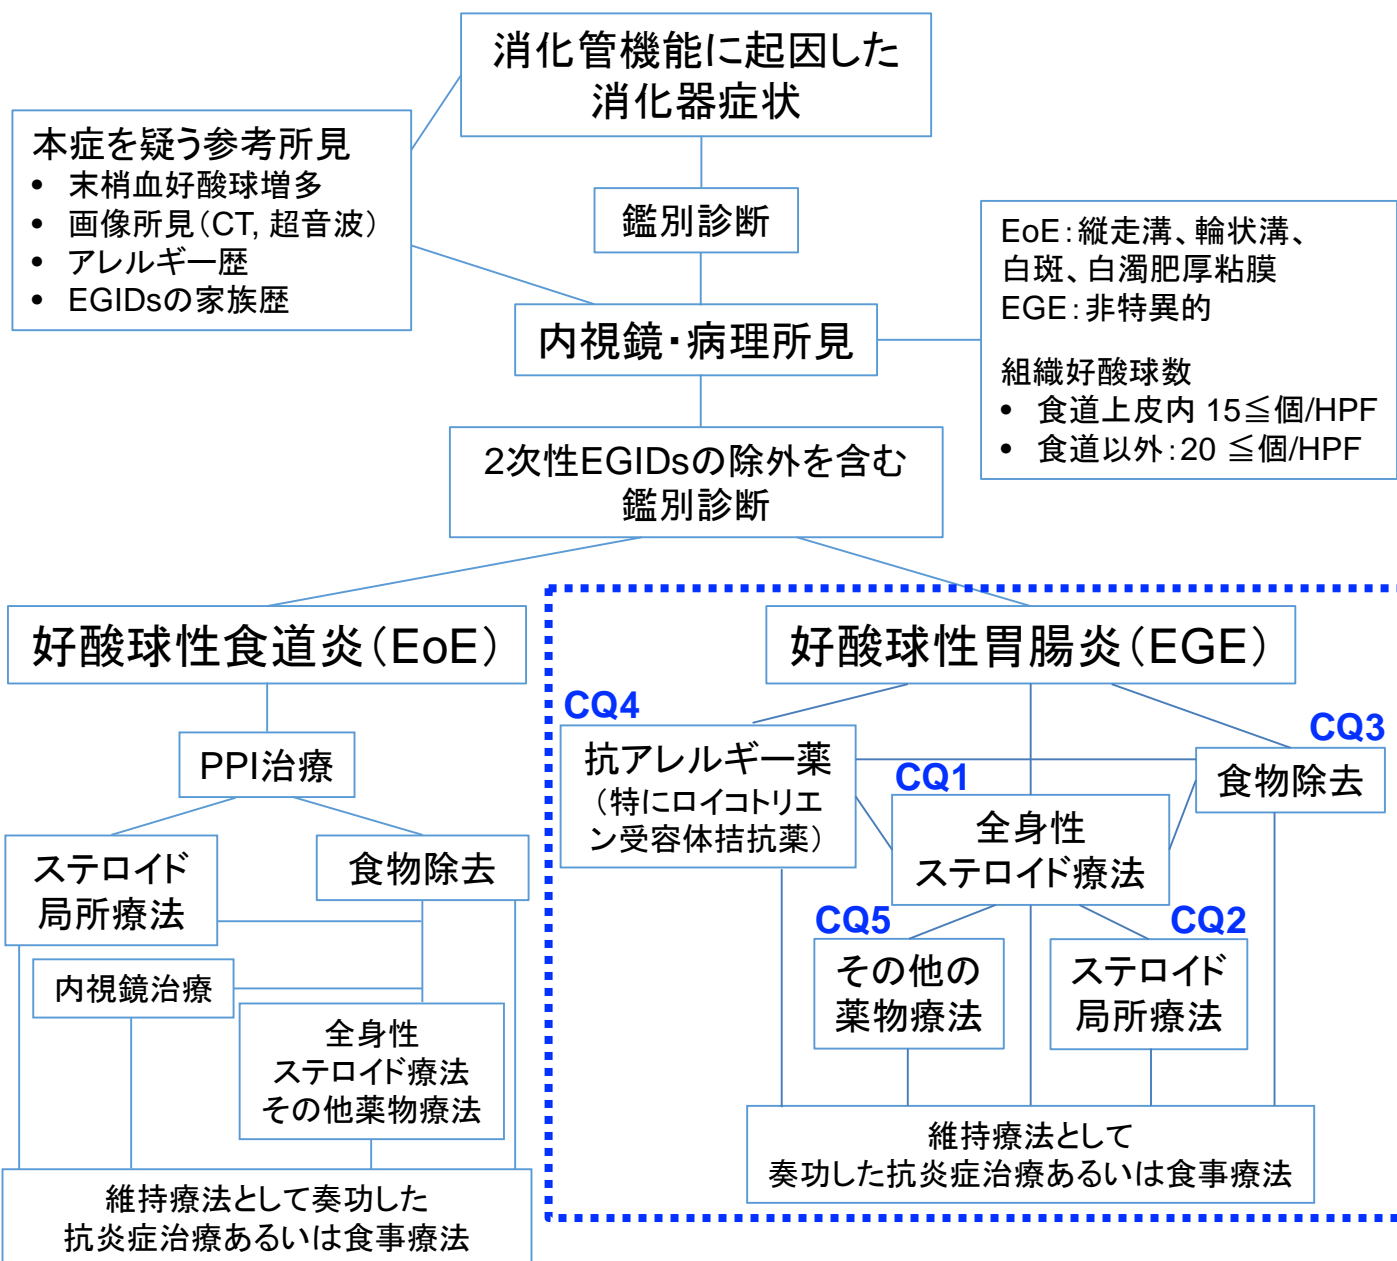 消化管機能に起因した
消化器症状
本症を疑う参考所見
• 末梢血好酸球増多
• 画像所見（CT, 超音波）
• アレルギー歴
• EGIDsの家族歴
鑑別診断
EoE：縦走溝、輪状溝、
白斑、白濁肥厚粘膜
EGE：非特異的
組織好酸球数
• 食道上皮内 15≦個/HPF
• 食道以外：20 ≦個/HPF
内視鏡・病理所見
2次性EGIDsの除外を含む
鑑別診断
好酸球性食道炎（EoE）
PPI治療
ステロイド
局所療法
食物除去
内視鏡治療
全身性
ステロイド療法
その他薬物療法
維持療法として奏功した
抗炎症治療あるいは食事療法
好酸球性胃腸炎（EGE）
CQ4
抗アレルギー薬
（特にロイコトリエ
ン受容体拮抗薬）
CQ1
全身性
ステロイド療法
CQ3
食物除去
CQ5
その他の
薬物療法
CQ2
ステロイド
局所療法
維持療法として
奏功した抗炎症治療あるいは食事療法